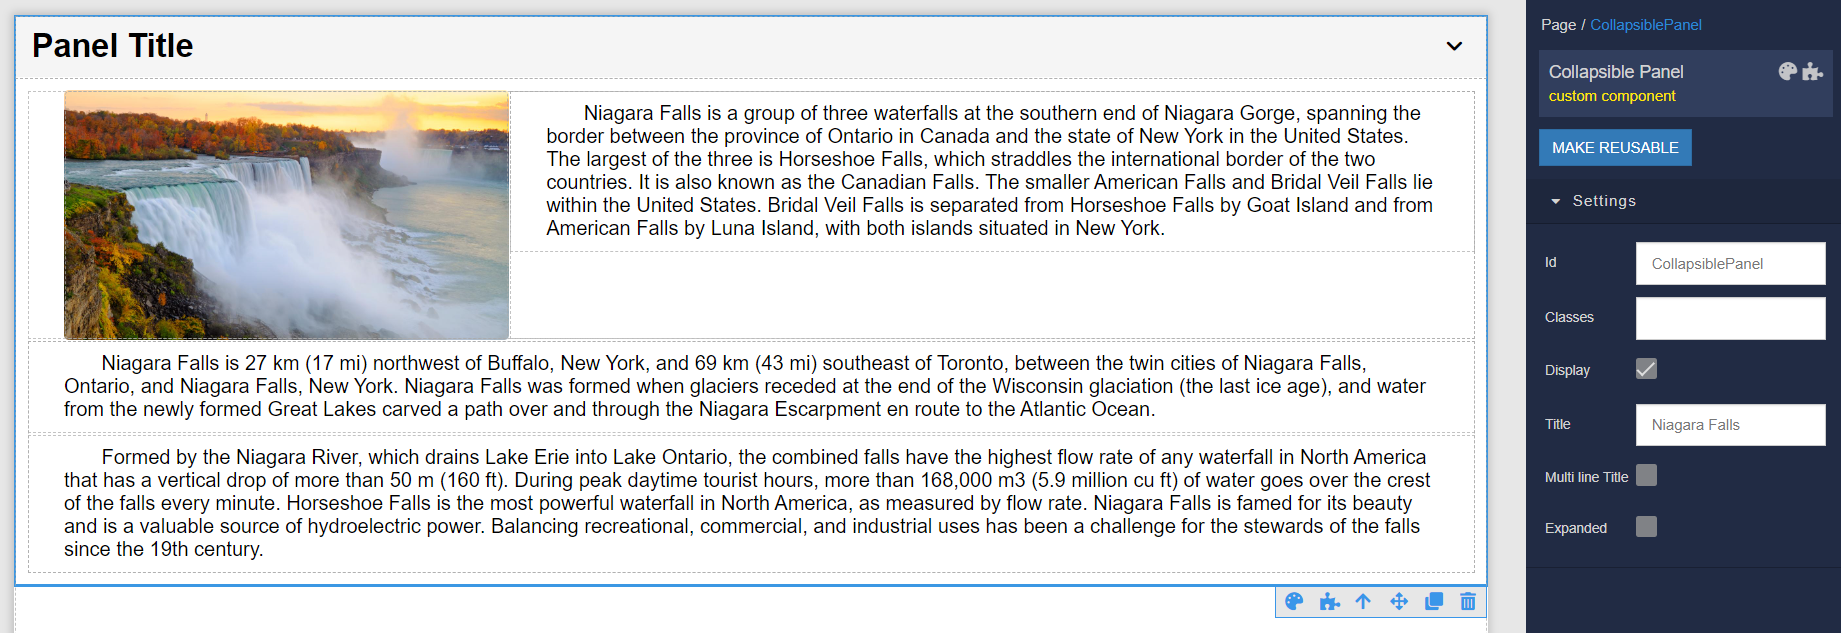 Panel Title
Niagara Falls is a group of three waterfalls at the southern end of Niagara Gorge, spanning the
border between the province of Ontario in Canada and the state of New York in the United States.
The largest of the three is Horseshoe Falls, which straddles the international border of the two
countries. It is also known as the Canadian Falls. The smaller American Falls and Bridal Veil Falls lie
within the United States. Bridal Veil Falls is separated from Horseshoe Falls by Goat Island and from
American Falls by Luna Island, with both islands situated in New York.
Niagara Falls is 27 km (17 mi) northwest of Buffalo, New York, and 69 km (43 mi) southeast of Toronto, between the twin cities of Niagara Falls,
Ontario, and Niagara Falls, New York. Niagara Falls was formed when glaciers receded at the end of the Wisconsin glaciation (the last ice age), and water
from the newly formed Great Lakes carved a path over and through the Niagara Escarpment en route to the Atlantic Ocean.
Formed by the Niagara River, which drains Lake Erie into Lake Ontario, the combined falls have the highest flow rate of any waterfall in North America
that has a vertical drop of more than 50 m (160 ft). During peak daytime tourist hours, more than 168,000 m3 (5.9 million cu ft) of water goes over the crest
of the falls every minute. Horseshoe Falls is the most powerful waterfall in North America, as measured by flow rate. Niagara Falls is famed for its beauty
and is a valuable source of hydroelectric power. Balancing recreational, commercial, and industrial uses has been a challenge for the stewards of the falls
since the 19th century.
Page / CollapsiblePanel
Collapsible Panel
custom component
MAKE REUSABLE
Settings
Id CollapsiblePanel
Classes
Display
Title Niagara Falls
Multi line Title
Expanded